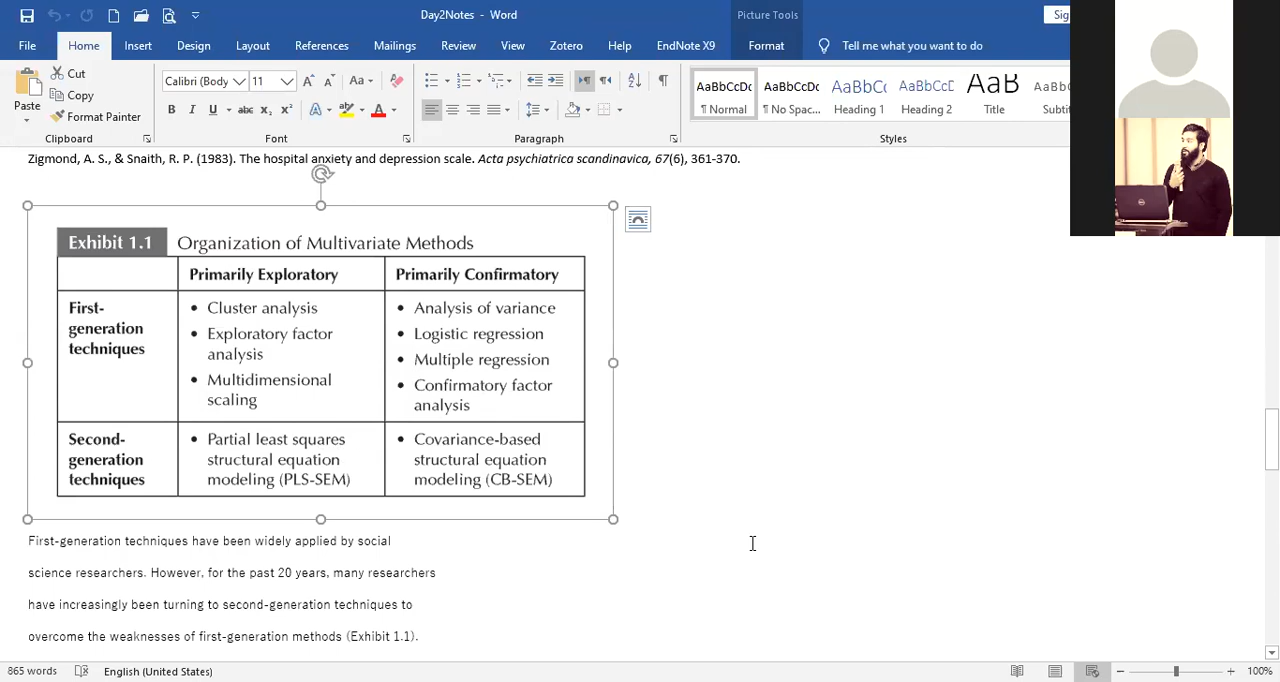 Day2Notes - Word
Picture Tools
Sig
File Home Insert Design Layout References Mailings Review View Zotero Help EndNote X9 Format Tell me what you want to do
Paste
Cut
Copy
Format Painter
Clipboard
Calibri (Body 11
Font
Paragraph
AaBbCcDc AaBbCcDc AaBbC( AaBbCcD AaB AaBbC
¶ Normal ¶ No Spac... Heading 1 Heading 2 Title Subtit
Styles
Zigmond, A. S., & Snaith, R. P. (1983). The hospital anxiety and depression scale. Acta psychiatrica scandinavica, 67(6), 361-370.
Exhibit 1.1 Organization of Multivariate Methods
Primarily Exploratory
Primarily Confirmatory
First-
generation
techniques
• Cluster analysis
• Exploratory factor
analysis
• Multidimensional
scaling
• Analysis of variance
• Logistic regression
• Multiple regression
• Confirmatory factor
analysis
Second-
generation
techniques
• Partial least squares
structural equation
modeling (PLS-SEM)
• Covariance-based
structural equation
modeling (CB-SEM)
First-generation techniques have been widely applied by social
science researchers. However, for the past 20 years, many researchers
have increasingly been turning to second-generation techniques to
overcome the weaknesses of first-generation methods (Exhibit 1.1).
865 words English (United States) 100%